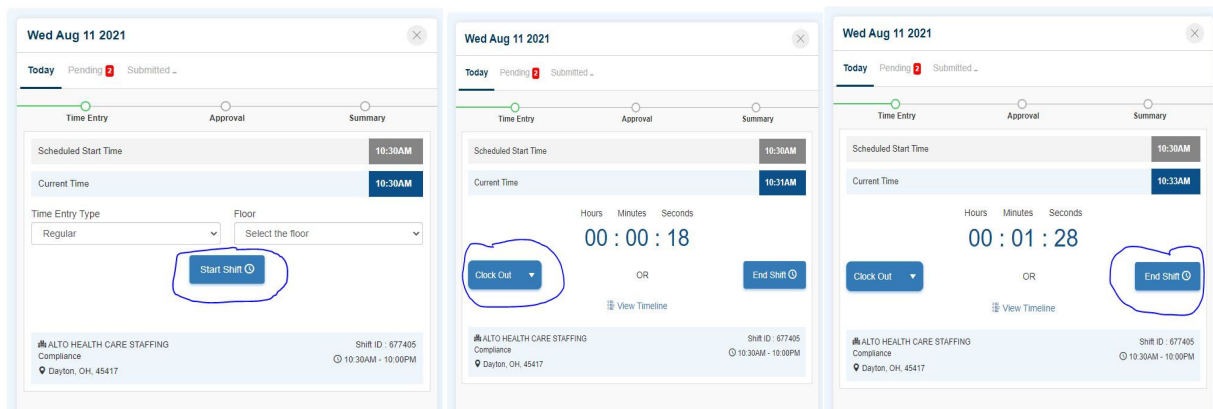 Wed Aug 11 2021
Today Pending 2 Submitted ..
Time Entry Approval Summary
Scheduled Start Time 10:30AM
Current Time 10:30AM
Time Entry Type Floor
Regular Select the floor
Start Shift
ALTO HEALTH CARE STAFFING Shift ID : 677405
Compliance 10:30AM - 10:00PM
Dayton, OH, 45417
Wed Aug 11 2021
Today Pending 2 Submitted ..
Time Entry Approval Summary
Scheduled Start Time 10:30AM
Current Time 10:31AM
Hours Minutes Seconds
00 : 00 : 18
Clock Out OR End Shift
View Timeline
ALTO HEALTH CARE STAFFING Shift ID : 677405
Compliance 10:30AM - 10:00PM
Dayton, OH, 45417
Wed Aug 11 2021
Today Pending 2 Submitted ..
Time Entry Approval Summary
Scheduled Start Time 10:30AM
Current Time 10:33AM
Hours Minutes Seconds
00 : 01 : 28
Clock Out OR End Shift
View Timeline
ALTO HEALTH CARE STAFFING Shift ID : 677405
Compliance 10:30AM - 10:00PM
Dayton, OH, 45417